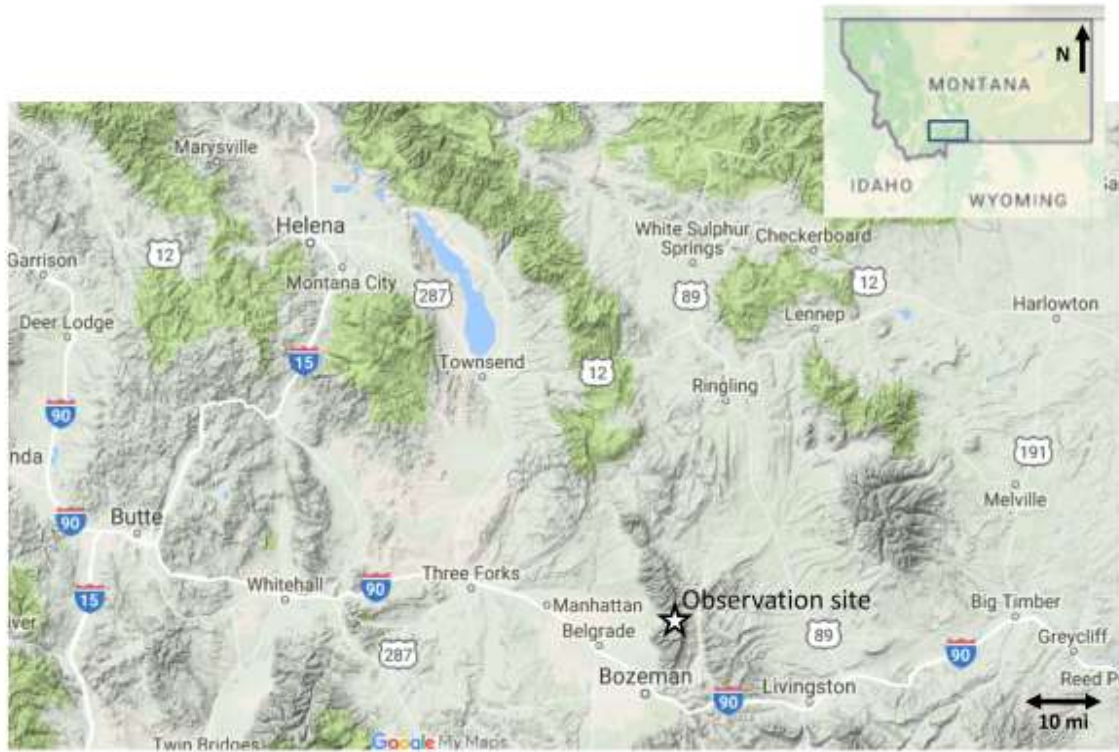 N
MONTANA
IDAHO
WYOMING
Marysville
Helena
12
Garrison
Montana City
287
Deer Lodge
15
Townsend
90
White Sulphur
Springs
Checkerboard
89
12
Lennep
Harlowton
12
Ringling
191
Melville
90
Butte
15
Whitehall
90
Three Forks
Manhattan
Belgrade
Observation site
287
Bozeman
90
Livingston
89
90
Big Timber
Greycliff
Reed P
10 mi
nda
Twin Bridges
Google My Maps